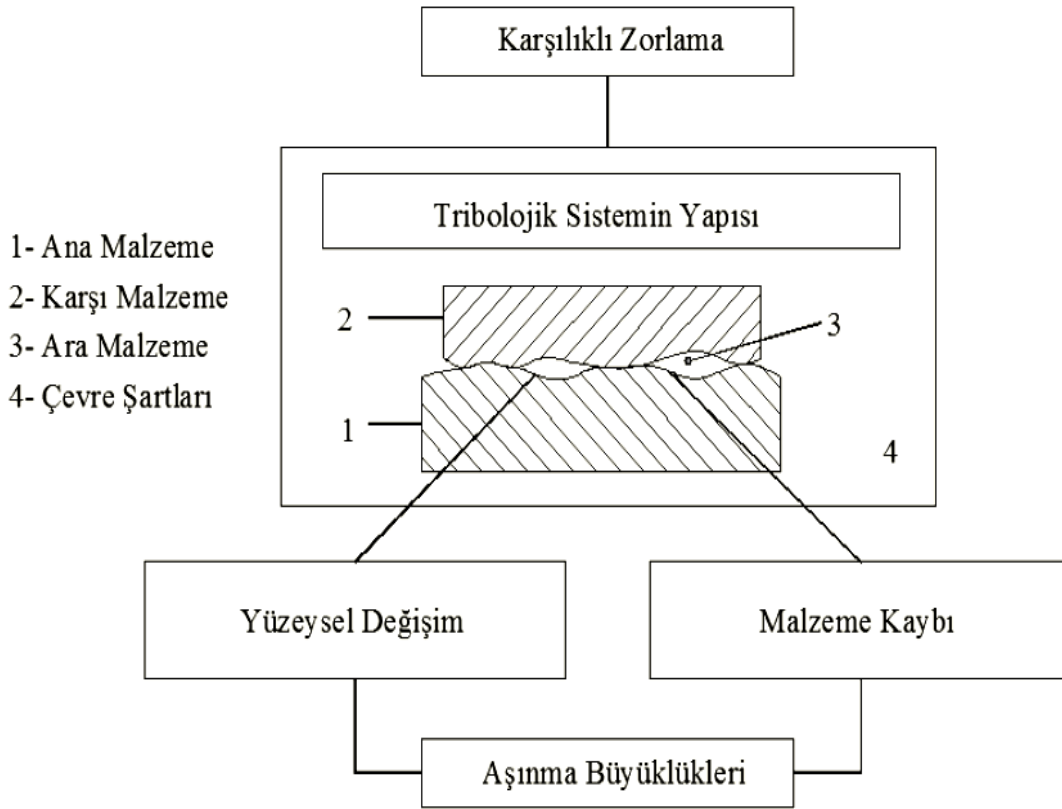 Karşılıklı Zorlama
Tribolojik Sistemin Yapısı
1- Ana Malzeme
2- Karşı Malzeme
3- Ara Malzeme
4- Çevre Şartları
2
3
1
4
Yüzeysel Değişim
Malzeme Kaybı
Aşınma Büyüklükleri